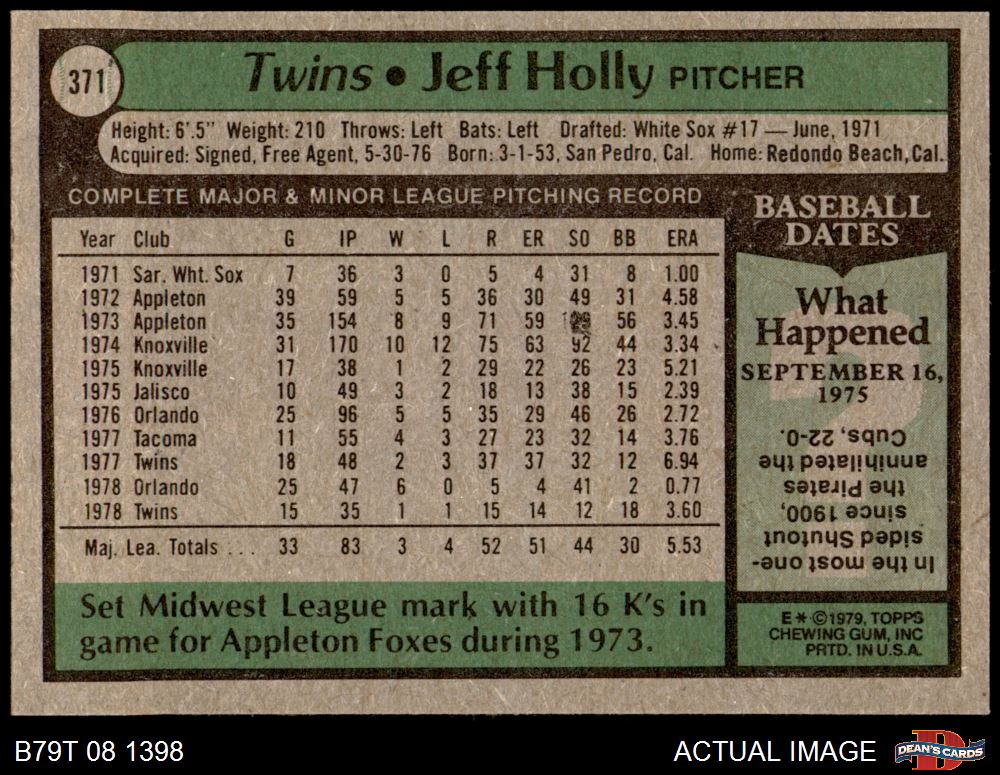 371
Twins • Jeff Holly PITCHER
Height: 6'.5" Weight: 210 Throws: Left Bats: Left Drafted: White Sox #17 — June, 1971
Acquired: Signed, Free Agent, 5-30-76 Born: 3-1-53, San Pedro, Cal. Home: Redondo Beach, Cal.
COMPLETE MAJOR & MINOR LEAGUE PITCHING RECORD
Year Club G IP W L R ER SO BB ERA
1971 Sar. Wht. Sox 7 36 3 0 5 4 31 8 1.00
1972 Appleton 39 59 5 5 36 30 49 31 4.58
1973 Appleton 35 154 8 9 71 59 56 3.45
1974 Knoxville 31 170 10 12 75 63 92 44 3.34
1975 Knoxville 17 38 1 2 29 22 26 23 5.21
1975 Jalisco 10 49 3 2 18 13 38 15 2.39
1976 Orlando 25 96 5 5 35 29 46 26 2.72
1977 Tacoma 11 55 4 3 27 23 32 14 3.76
1977 Twins 18 48 2 3 37 37 32 12 6.94
1978 Orlando 25 47 6 0 5 4 41 2 0.77
1978 Twins 15 35 1 1 15 14 12 18 3.60
Maj. Lea. Totals ... 33 83 3 4 52 51 44 30 5.53
Set Midwest League mark with 16 K's in
game for Appleton Foxes during 1973.
BASEBALL
DATES
What
Happened
SEPTEMBER 16,
1975
In the most one-
sided Shutout
since 1900,
the Pirates
annihilated the
Cubs, 22-0.
E * © 1979, TOPPS
CHEWING GUM, INC
PRTD. IN U.S.A.
B79T 08 1398
ACTUAL IMAGE
D
DEAN'S CARDS